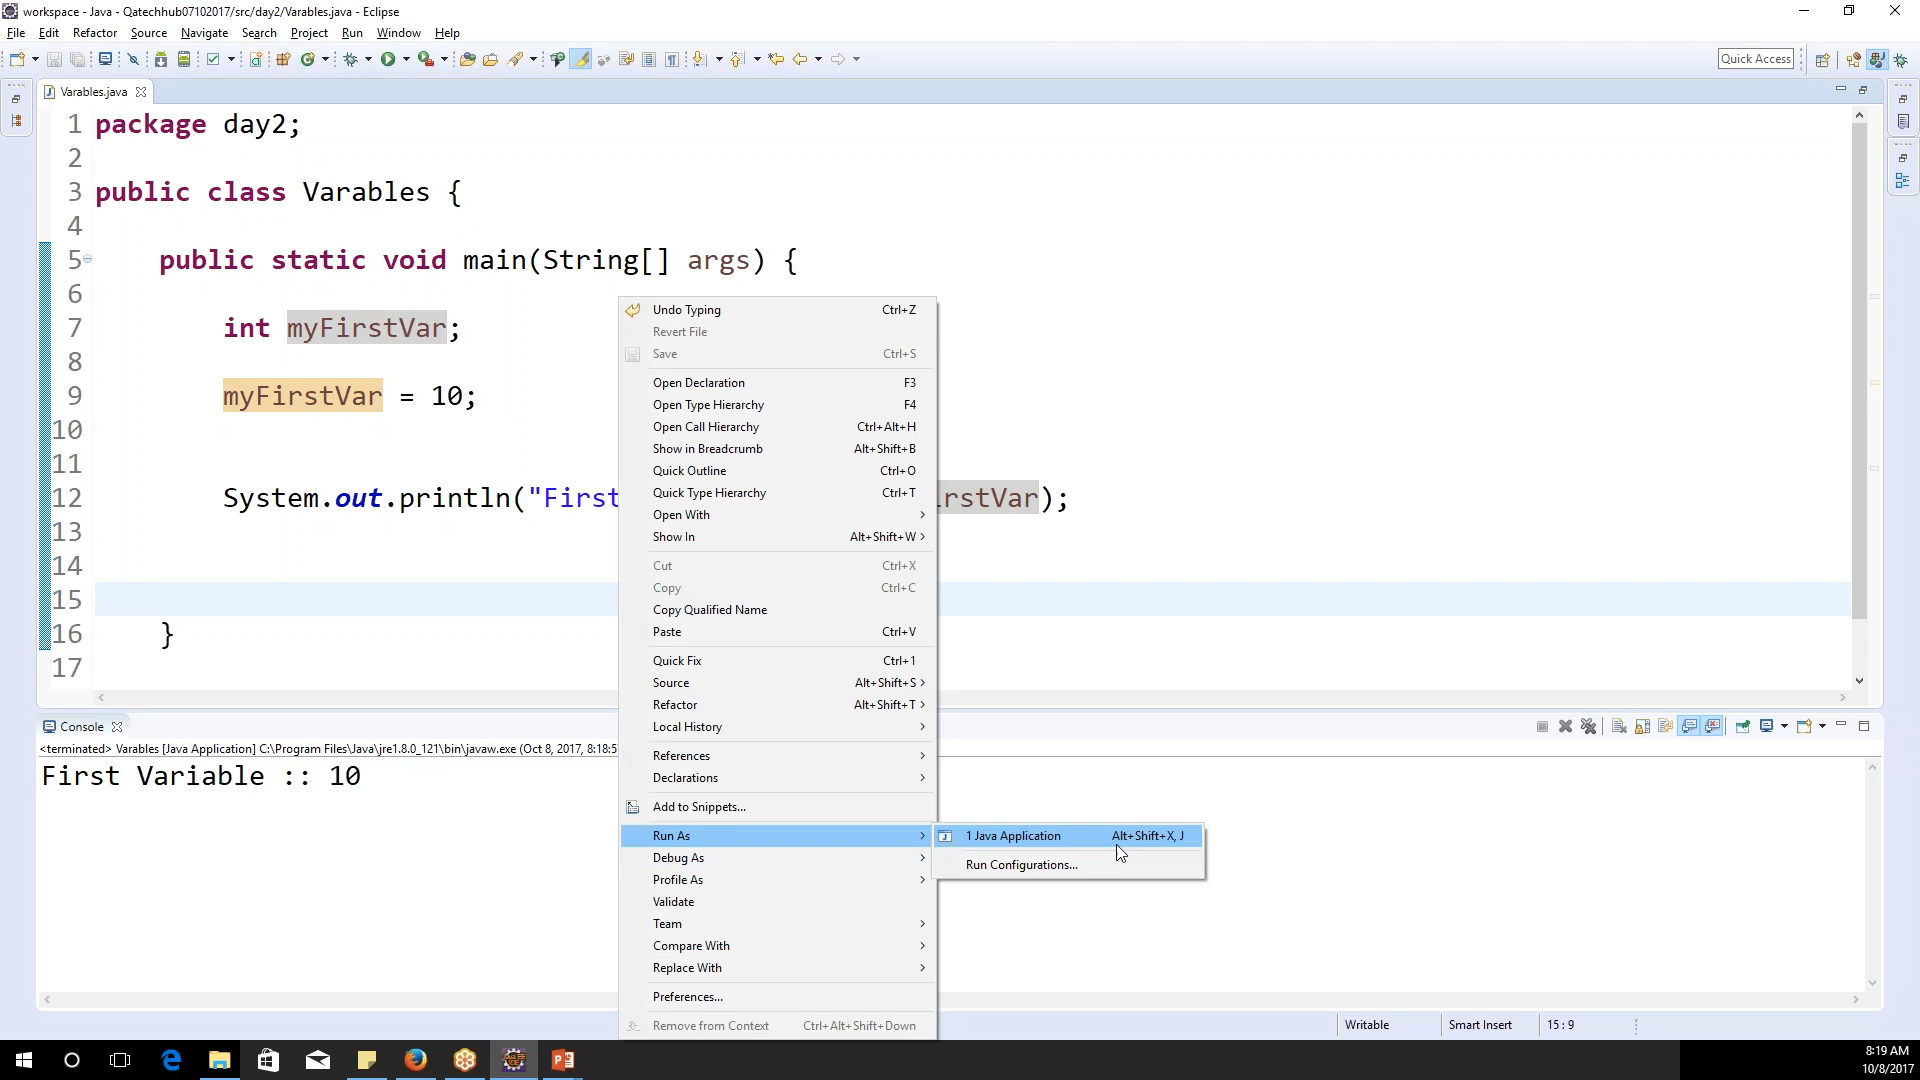 workspace - Java - Qatechhub07102017/src/day2/Varables.java - Eclipse
File Edit Refactor Source Navigate Search Project Run Window Help
Quick Access
Varables.java
1 package day2;
2
3 public class Varables {
4
5 public static void main(String[] args) {
6
7 int myFirstVar;
8
9 myFirstVar = 10;
10
11
12 System.out.println("First rstVar);
13
14
15
16 }
17
Undo Typing Ctrl+Z
Revert File
Save Ctrl+S
Open Declaration F3
Open Type Hierarchy F4
Open Call Hierarchy Ctrl+Alt+H
Show in Breadcrumb Alt+Shift+B
Quick Outline Ctrl+O
Quick Type Hierarchy Ctrl+T
Open With
Show In Alt+Shift+W
Cut Ctrl+X
Copy Ctrl+C
Copy Qualified Name
Paste Ctrl+V
Quick Fix Ctrl+1
Source Alt+Shift+S
Refactor Alt+Shift+T
Local History
References
Declarations
Add to Snippets...
Run As
Debug As
Profile As
Validate
Team
Compare With
Replace With
Preferences...
Remove from Context Ctrl+Alt+Shift+Down
1 Java Application Alt+Shift+X, J
Run Configurations...
Console
<terminated> Varables [Java Application] C:\Program Files\Java\jre1.8.0_121\bin\javaw.exe (Oct 8, 2017, 8:18:5
First Variable :: 10
Writable Smart Insert 15 : 9
8:19 AM
10/8/2017